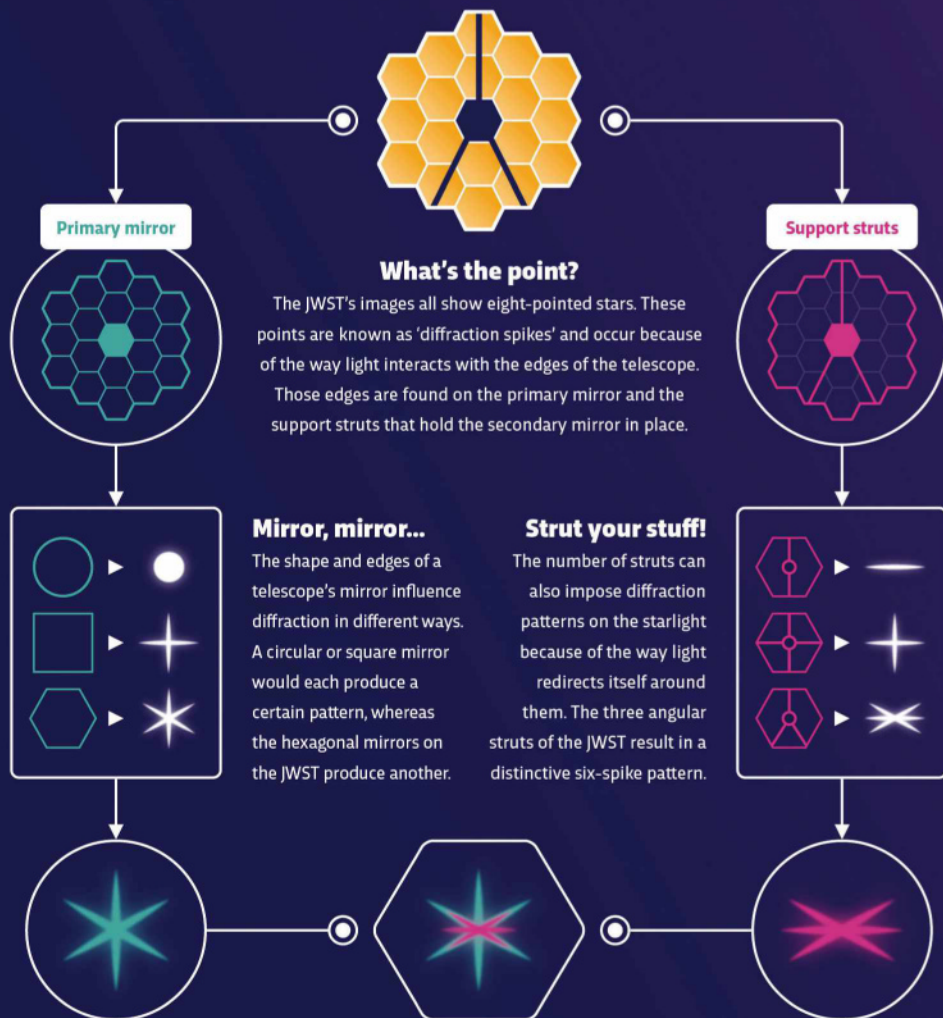 Primary mirror
Support struts
What's the point?
The JWST's images all show eight-pointed stars. These
points are known as ‘diffraction spikes’ and occur because
of the way light interacts with the edges of the telescope.
Those edges are found on the primary mirror and the
support struts that hold the secondary mirror in place.
Mirror, mirror...
The shape and edges of a
telescope's mirror influence
diffraction in different ways.
A circular or square mirror
would each produce a
certain pattern, whereas
the hexagonal mirrors on
the JWST produce another.
Strut your stuff!
The number of struts can
also impose diffraction
patterns on the starlight
because of the way light
redirects itself around
them. The three angular
struts of the JWST result in a
distinctive six-spike pattern.